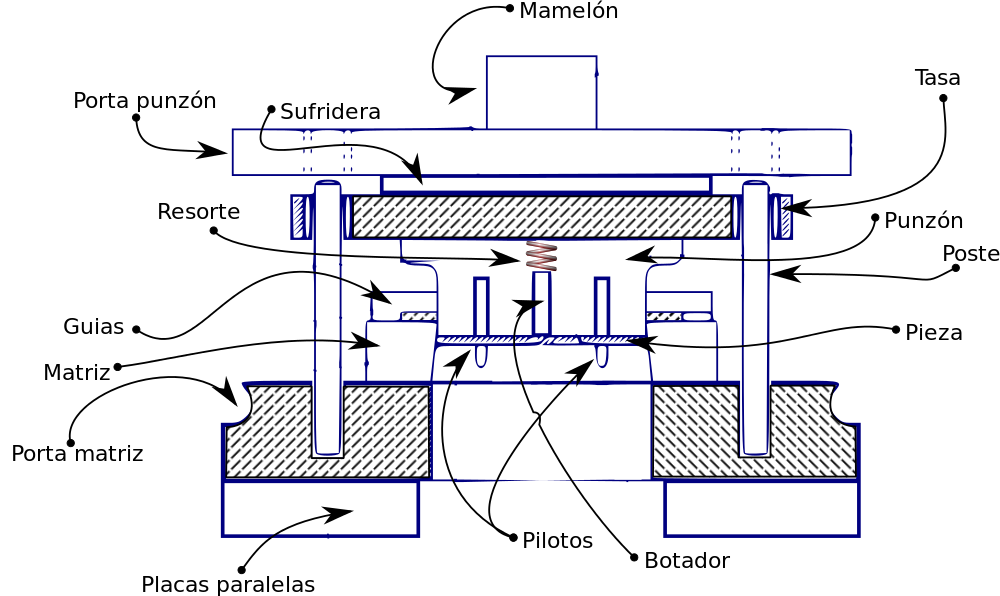 Mamelón
Tasa
Porta punzón
Sufridera
Resorte
Punzón
Poste
Guias
Pieza
Matriz
Porta matriz
Pilotos
Botador
Placas paralelas